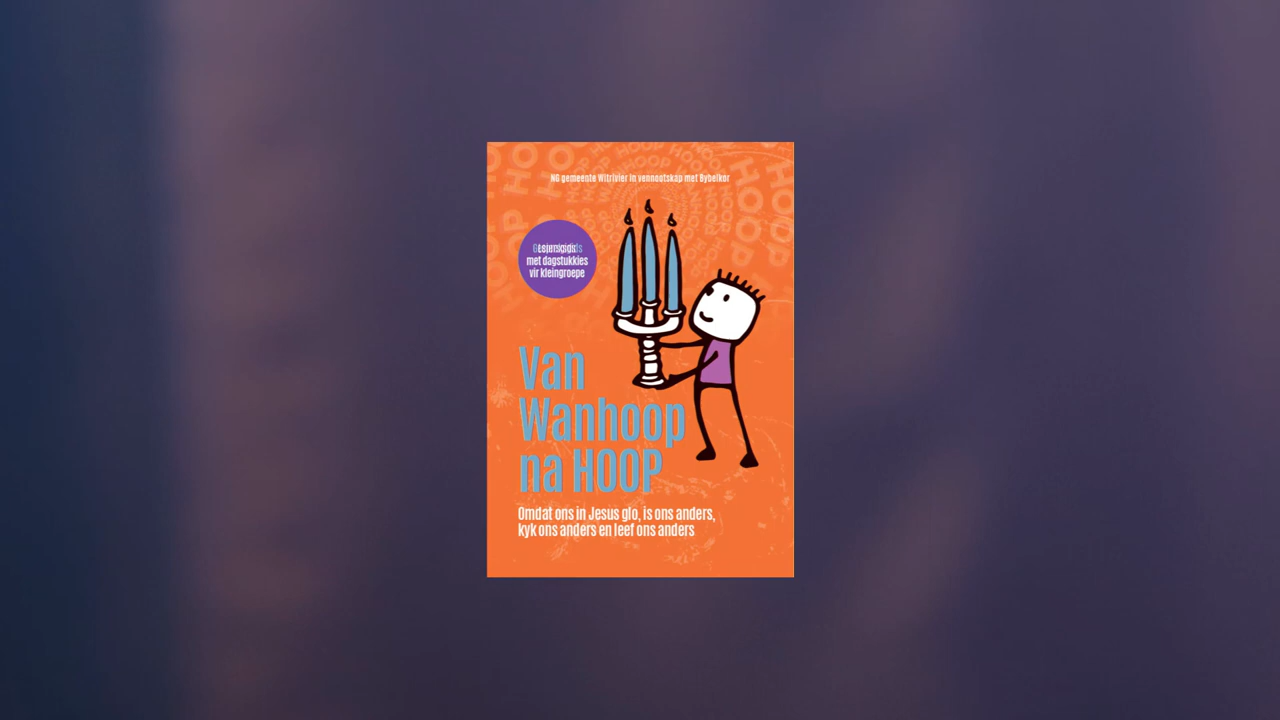 NG gemeente Witrivier in vennootskap met Bybelkor
met dagstukkies
vir kleingroepe
Van
Wanhoop
na HOOP
Omdat ons in Jesus glo, is ons anders,
kyk ons anders en leef ons anders
HOOP